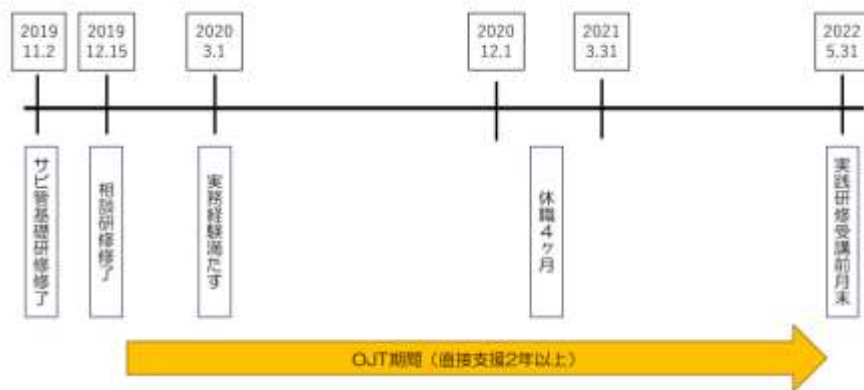 2019
11.2
2019
12.15
2020
3.1
2020
12.1
2021
3.31
2022
5.31
サビ管基礎研修修了
相談研修修了
実務経験満たす
休職4ヶ月
実践研修受講前月末
OJT期間（直接支援2年以上）